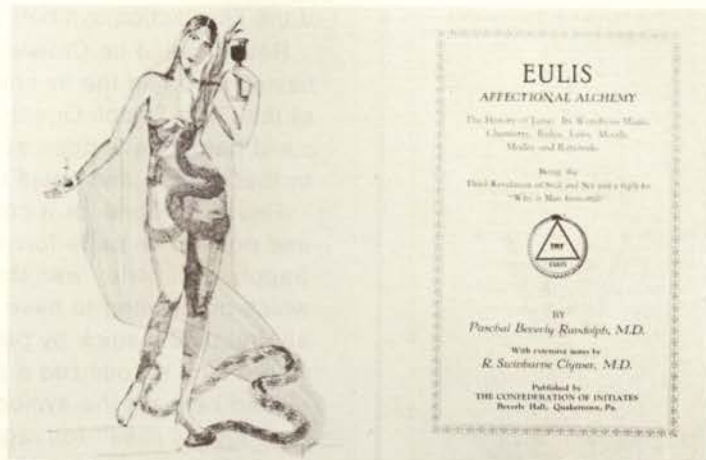 EULIS
AFFECTIONAL ALCHEMY
The History of Love: Its Wondrous Magic,
Chemistry, Rules, Laws, Moods,
Modes and Rationale
Being the
Third Revelation of Soul and Sex and a reply to
"Why is Man Immortal?"
TRY
EULIS
BY
Paschal Beverly Randolph, M.D.
With extensive notes by
R. Swinburne Clymer, M.D.
Published by
THE CONFEDERATION OF INITIATES
Beverly Hall, Quakertown, Pa.